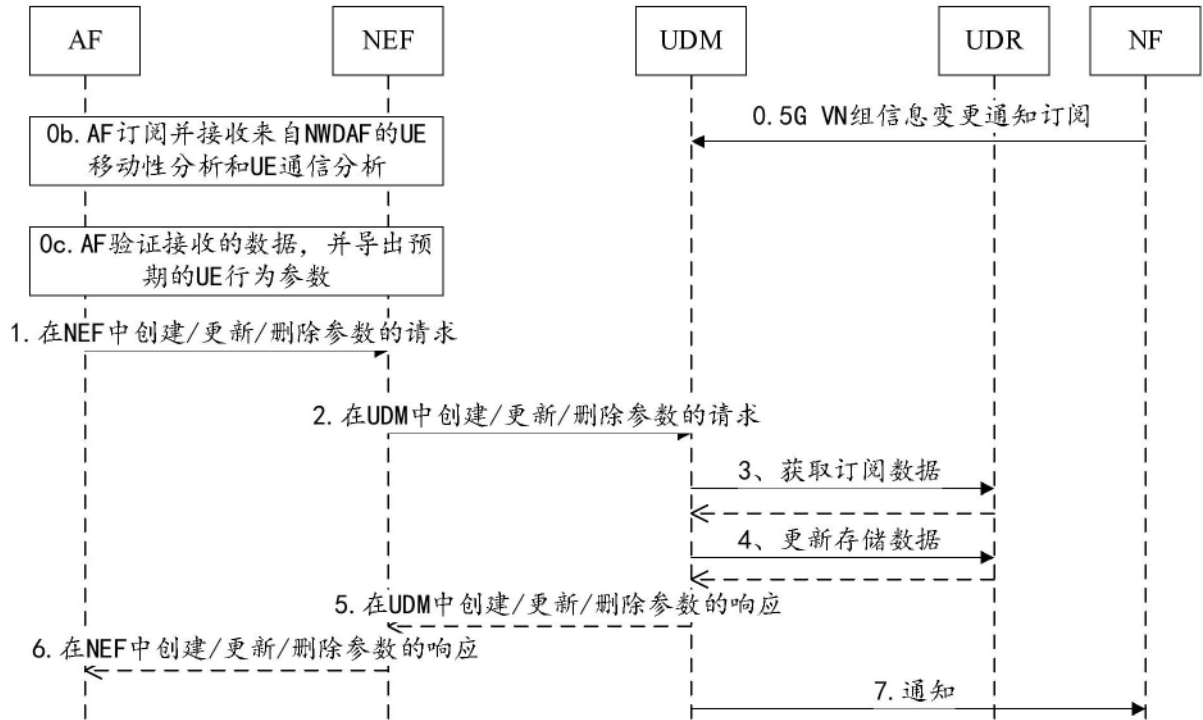 AF
NEF
UDM
UDR
NF
0.5G VN组信息变更通知订阅
0b.AF订阅并接收来自NWDAF的UE
移动性分析和UE通信分析
0c.AF验证接收的数据，并导出预
期的UE行为参数
1.在NEF中创建/更新/删除参数的请求
2.在UDM中创建/更新/删除参数的请求
3、获取订阅数据
4、更新存储数据
5.在UDM中创建/更新/删除参数的响应
6.在NEF中创建/更新/删除参数的响应
7.通知